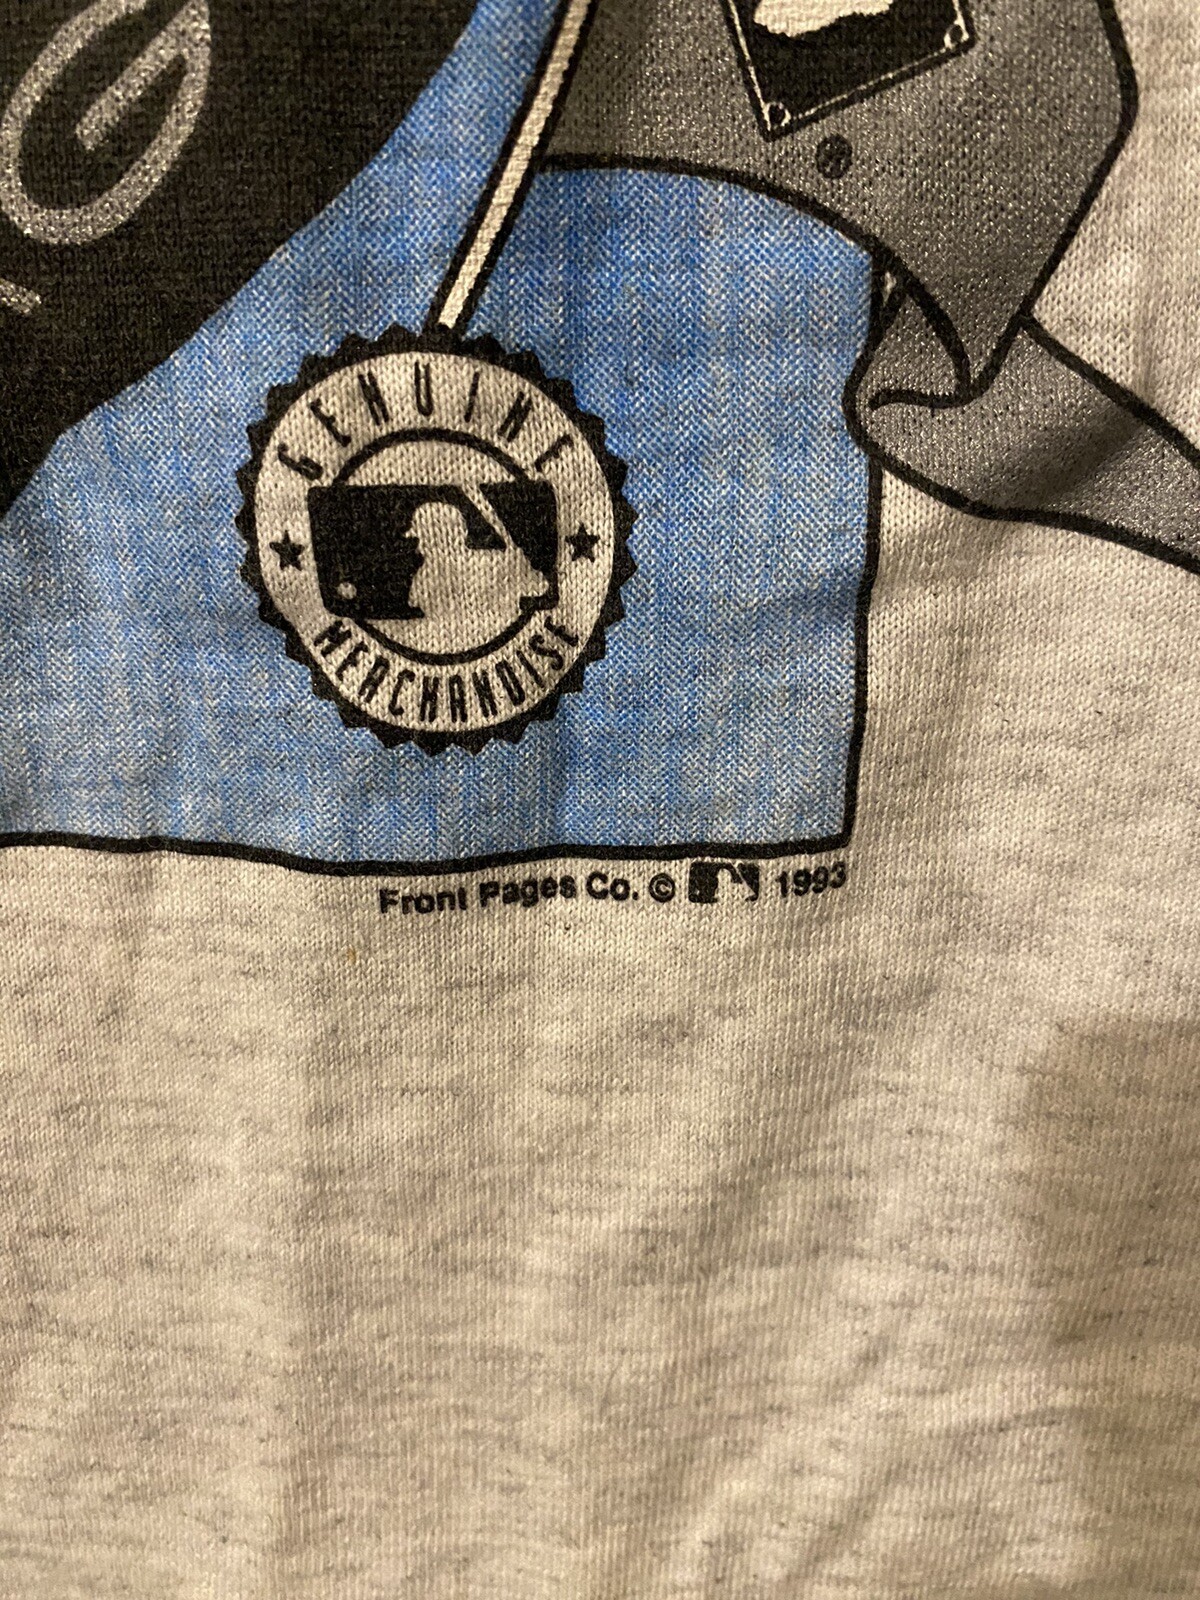 G
®
GENUINE
MERCHANDISE
Front Pages Co. © 1993